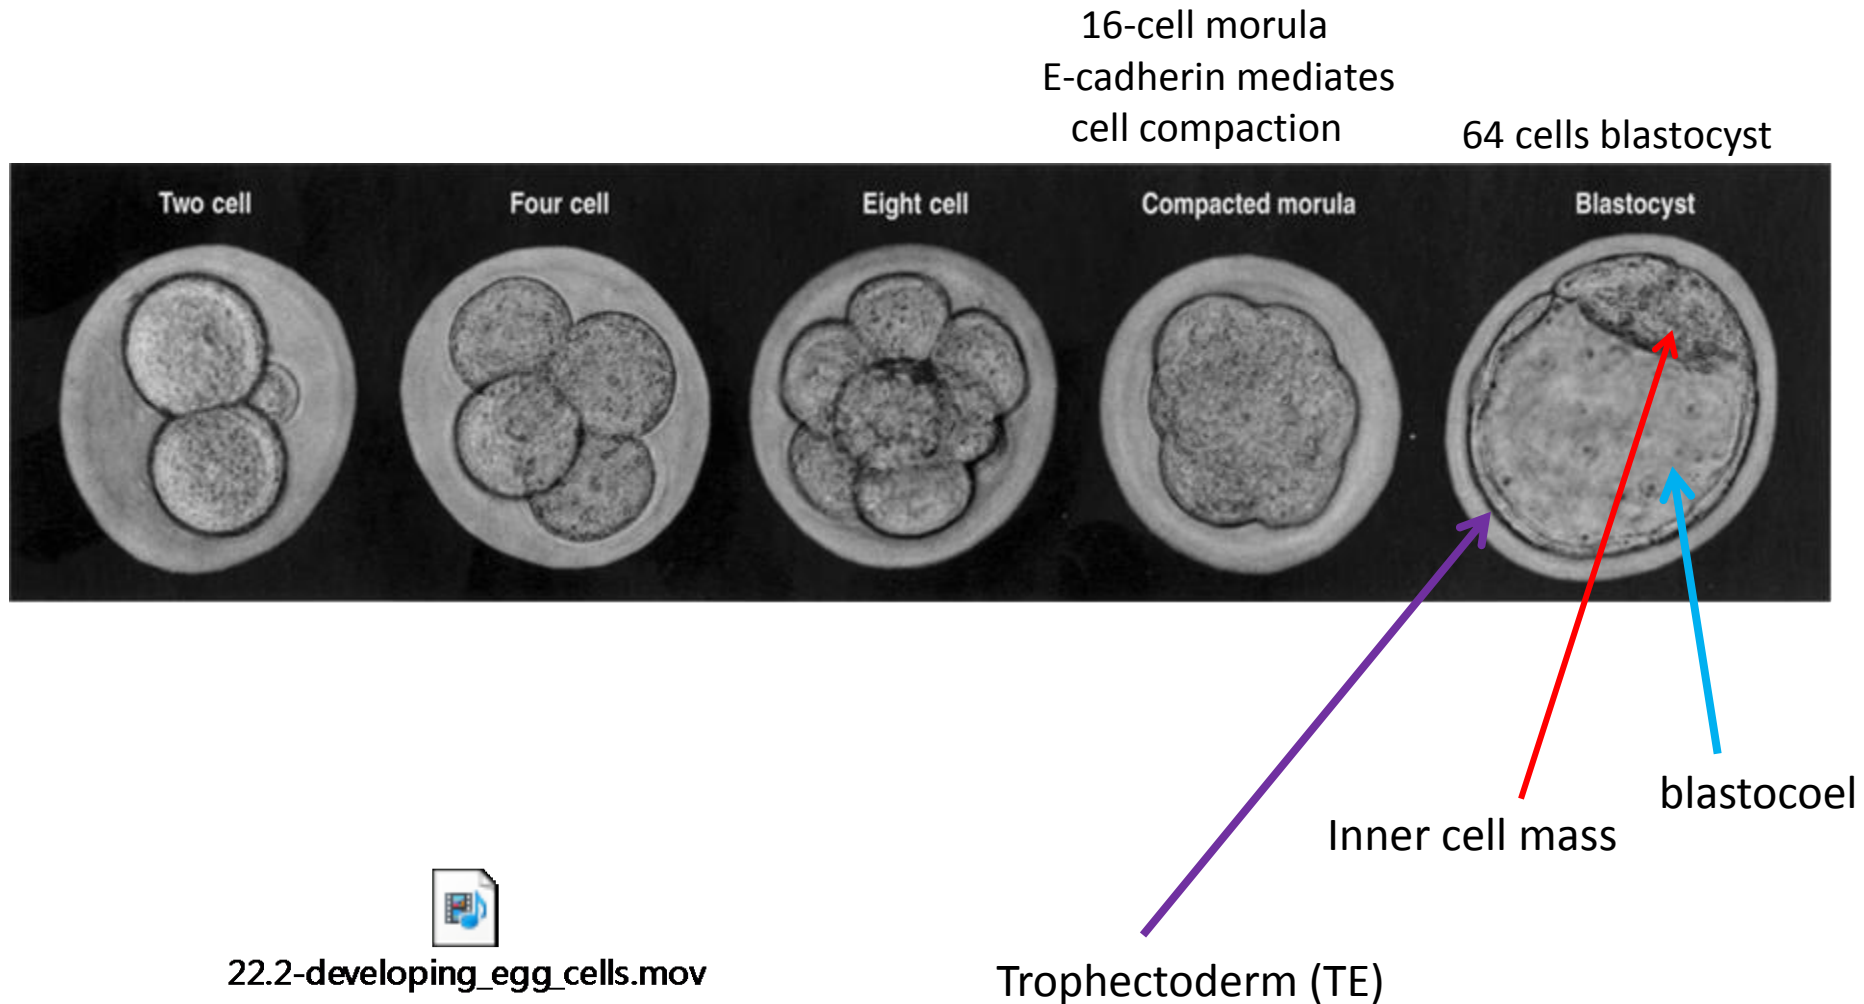 16-cell morula
E-cadherin mediates
cell compaction
64 cells blastocyst
Two cell
Four cell
Eight cell
Compacted morula
Blastocyst
blastocoel
Inner cell mass
22.2-developing_egg_cells.mov
Trophectoderm (TE)